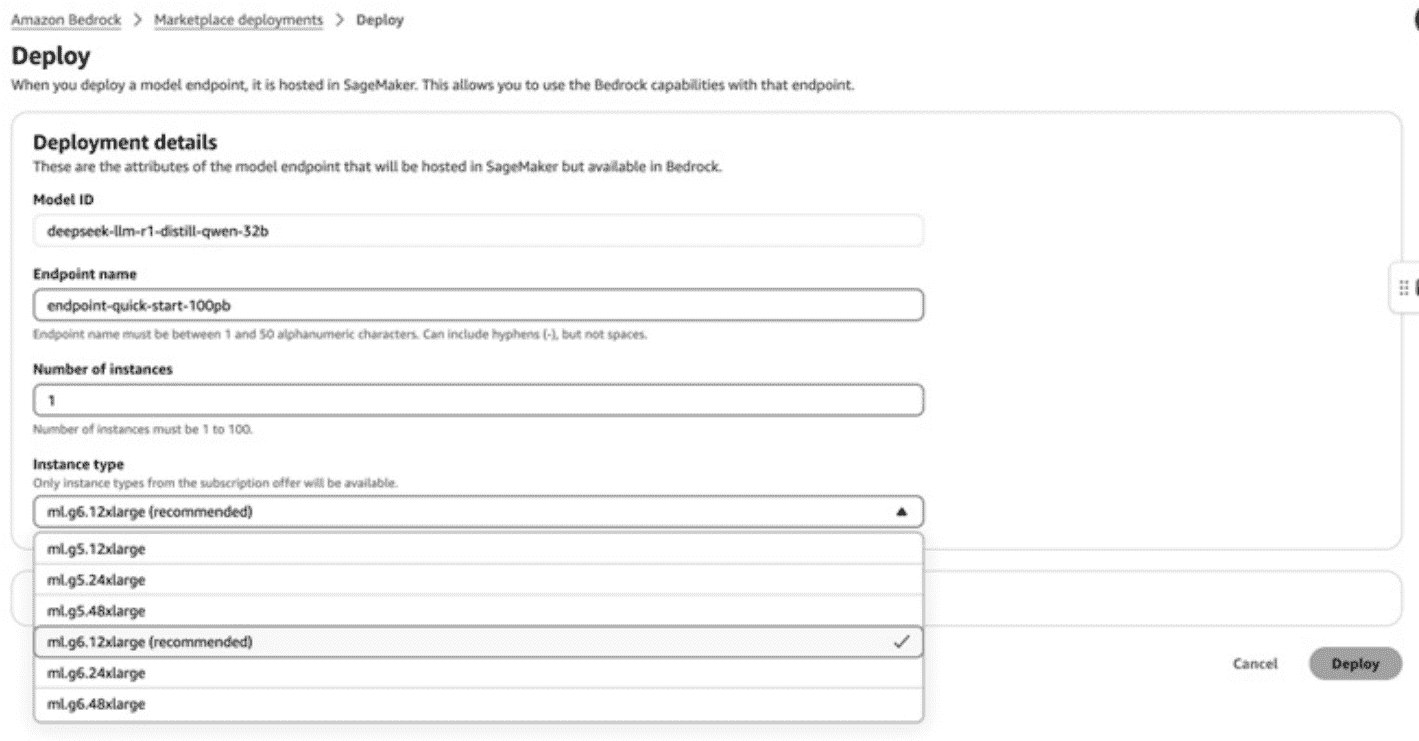 Amazon Bedrock > Marketplace deployments > Deploy
Deploy
When you deploy a model endpoint, it is hosted in SageMaker. This allows you to use the Bedrock capabilities with that endpoint.
Deployment details
These are the attributes of the model endpoint that will be hosted in SageMaker but available in Bedrock.
Model ID
deepseek-llm-r1-distill-qwen-32b
Endpoint name
endpoint-quick-start-100pb
Endpoint name must be between 1 and 50 alphanumeric characters. Can include hyphens (-), but not spaces.
Number of instances
1
Number of instances must be 1 to 100.
Instance type
Only instance types from the subscription offer will be available.
ml.g6.12xlarge (recommended)
ml.g5.12xlarge
ml.g5.24xlarge
ml.g5.48xlarge
ml.g6.12xlarge (recommended)
ml.g6.24xlarge
ml.g6.48xlarge
Cancel
Deploy